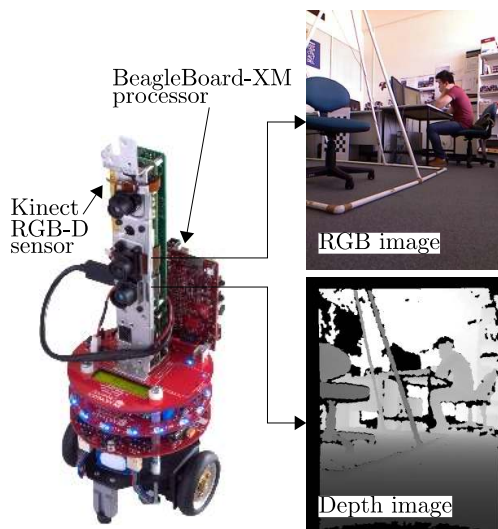 BeagleBoard-XM
processor
Kinect
RGB-D
sensor
RGB image
Depth image